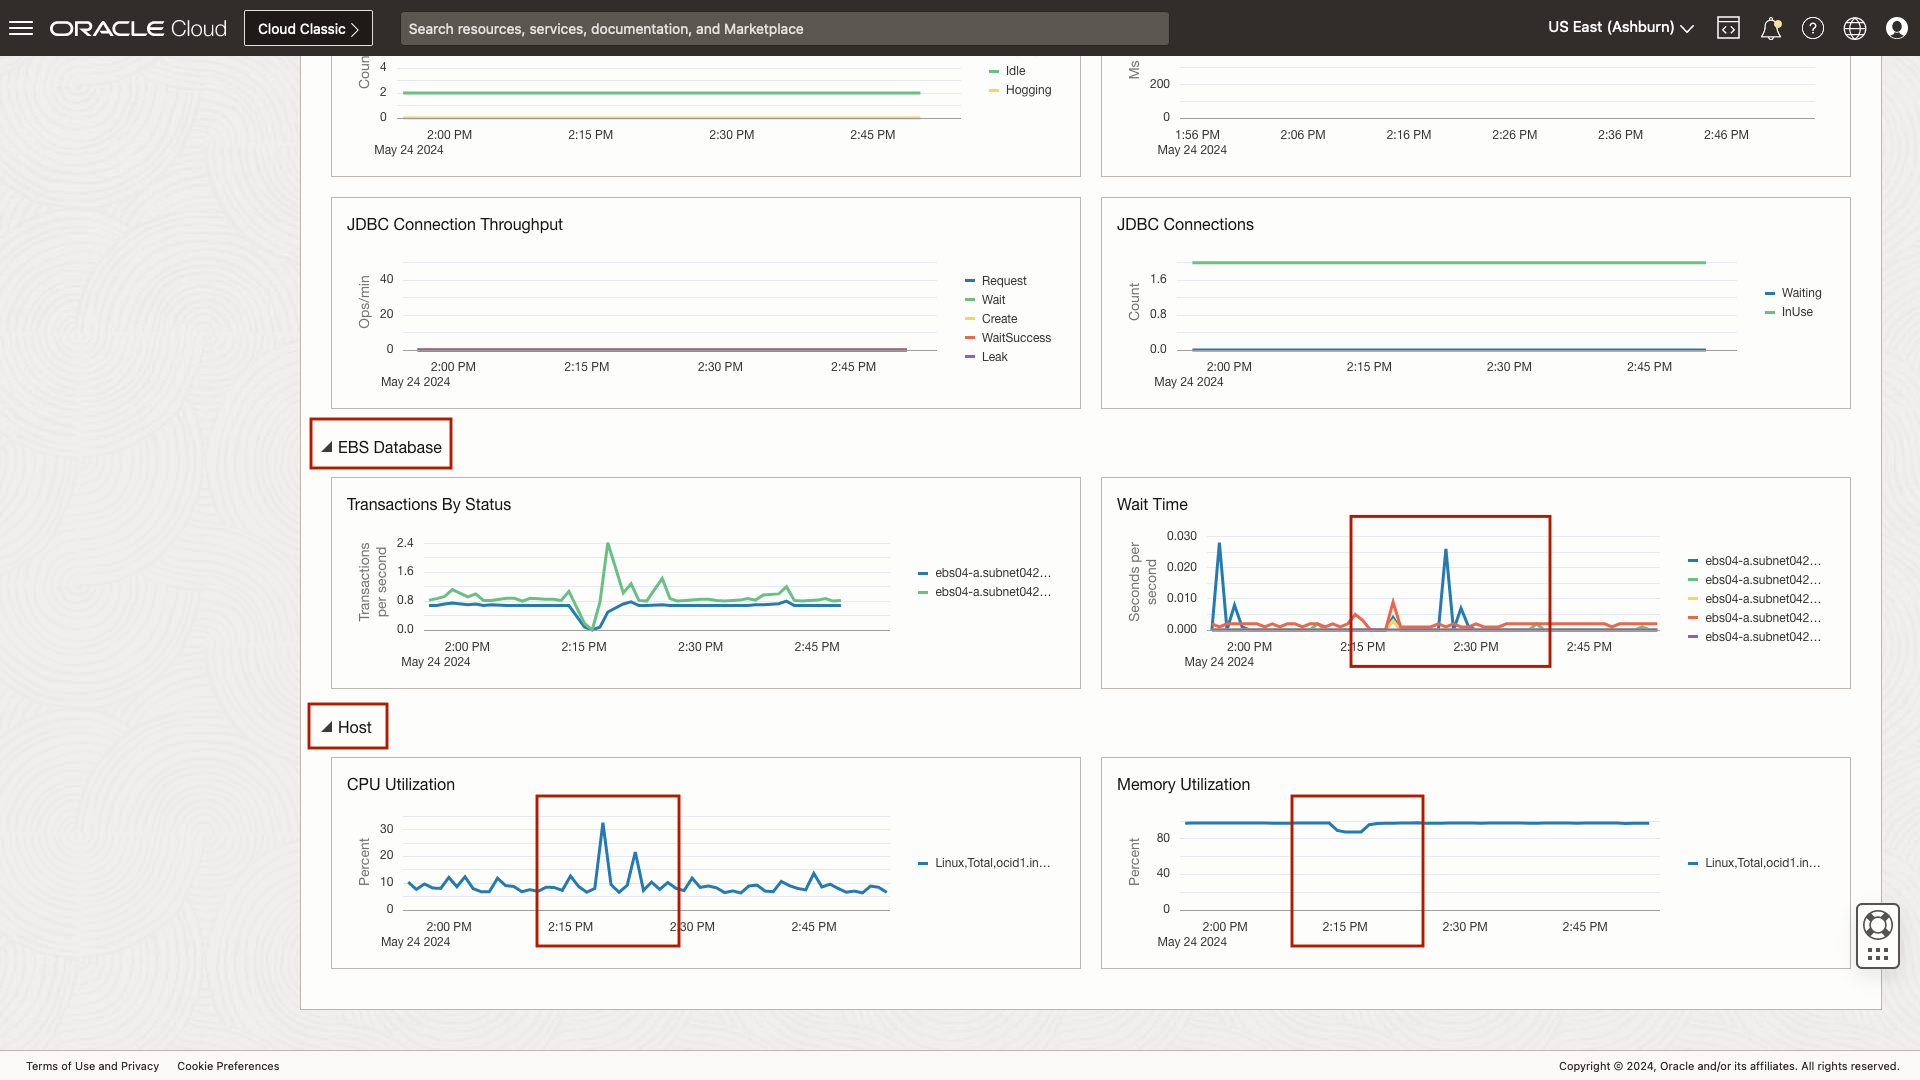 ORACLE Cloud
Cloud Classic
Search resources, services, documentation, and Marketplace
US East (Ashburn)
Coun
4
2
0
2:00 PM 2:15 PM 2:30 PM 2:45 PM
May 24 2024
Idle
Hogging
Ms
200
0
1:56 PM 2:06 PM 2:16 PM 2:26 PM 2:36 PM 2:46 PM
May 24 2024
JDBC Connection Throughput
Ops/min
40
20
0
2:00 PM 2:15 PM 2:30 PM 2:45 PM
May 24 2024
Request
Wait
Create
WaitSuccess
Leak
JDBC Connections
Count
1.6
0.8
0.0
2:00 PM 2:15 PM 2:30 PM 2:45 PM
May 24 2024
Waiting
InUse
EBS Database
Transactions By Status
Transactions
per second
2.4
1.6
0.8
0.0
2:00 PM 2:15 PM 2:30 PM 2:45 PM
May 24 2024
ebs04-a.subnet042...
ebs04-a.subnet042...
Wait Time
Seconds per
second
0.030
0.020
0.010
0.000
2:00 PM 2:15 PM 2:30 PM 2:45 PM
May 24 2024
ebs04-a.subnet042...
ebs04-a.subnet042...
ebs04-a.subnet042...
ebs04-a.subnet042...
ebs04-a.subnet042...
Host
CPU Utilization
Percent
30
20
10
0
2:00 PM 2:15 PM 2:30 PM 2:45 PM
May 24 2024
Linux,Total,ocid1.in...
Memory Utilization
Percent
80
40
0
2:00 PM 2:15 PM 2:30 PM 2:45 PM
May 24 2024
Linux,Total,ocid1.in...
Terms of Use and Privacy Cookie Preferences
Copyright © 2024, Oracle and/or its affiliates. All rights reserved.